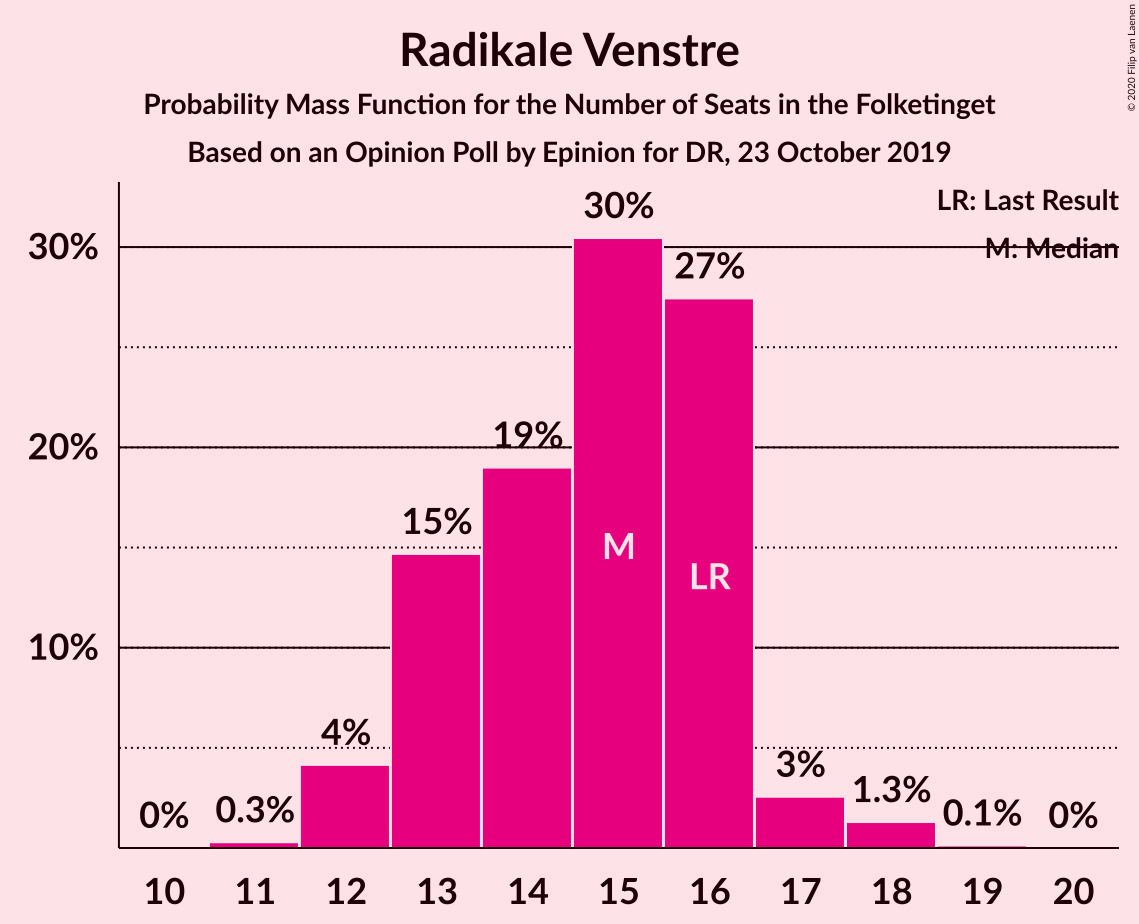 Radikale Venstre
Probability Mass Function for the Number of Seats in the Folketinget
Based on an Opinion Poll by Epinion for DR, 23 October 2019
© 2020 Filip van Laenen
LR: Last Result
M: Median
30%
20%
10%
0%
0.3%
4%
15%
19%
30%
27%
3%
1.3%
0.1%
0%
M
LR
10 11 12 13 14 15 16 17 18 19 20